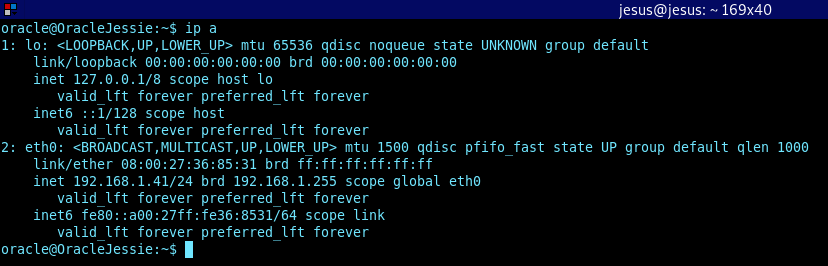 jesus@jesus: ~ 169x40
oracle@OracleJessie:~$ ip a
1: lo: <LOOPBACK,UP,LOWER_UP> mtu 65536 qdisc noqueue state UNKNOWN group default
    link/loopback 00:00:00:00:00:00 brd 00:00:00:00:00:00
    inet 127.0.0.1/8 scope host lo
       valid_lft forever preferred_lft forever
    inet6 ::1/128 scope host
       valid_lft forever preferred_lft forever
2: eth0: <BROADCAST,MULTICAST,UP,LOWER_UP> mtu 1500 qdisc pfifo_fast state UP group default qlen 1000
    link/ether 08:00:27:36:85:31 brd ff:ff:ff:ff:ff:ff
    inet 192.168.1.41/24 brd 192.168.1.255 scope global eth0
       valid_lft forever preferred_lft forever
    inet6 fe80::a00:27ff:fe36:8531/64 scope link
       valid_lft forever preferred_lft forever
oracle@OracleJessie:~$